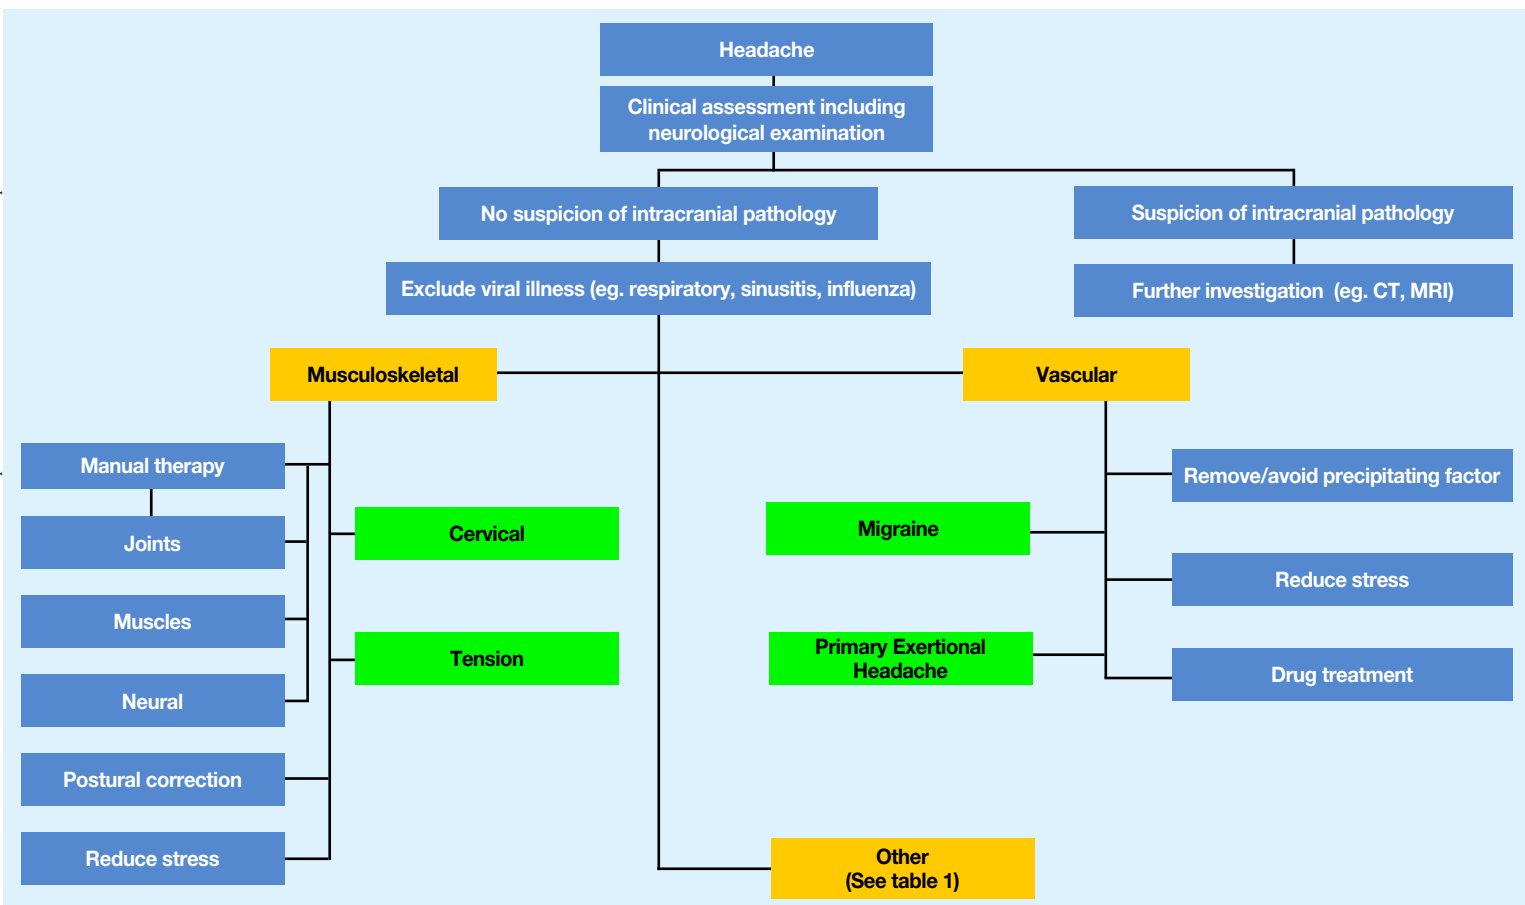 Headache
Clinical assessment including
neurological examination
No suspicion of intracranial pathology
Suspicion of intracranial pathology
Exclude viral illness (eg. respiratory, sinusitis, influenza)
Further investigation  (eg. CT, MRI)
Musculoskeletal
Vascular
Manual therapy
Joints
Muscles
Neural
Postural correction
Reduce stress
Cervical
Tension
Migraine
Primary Exertional
Headache
Remove/avoid precipitating factor
Reduce stress
Drug treatment
Other
(See table 1)